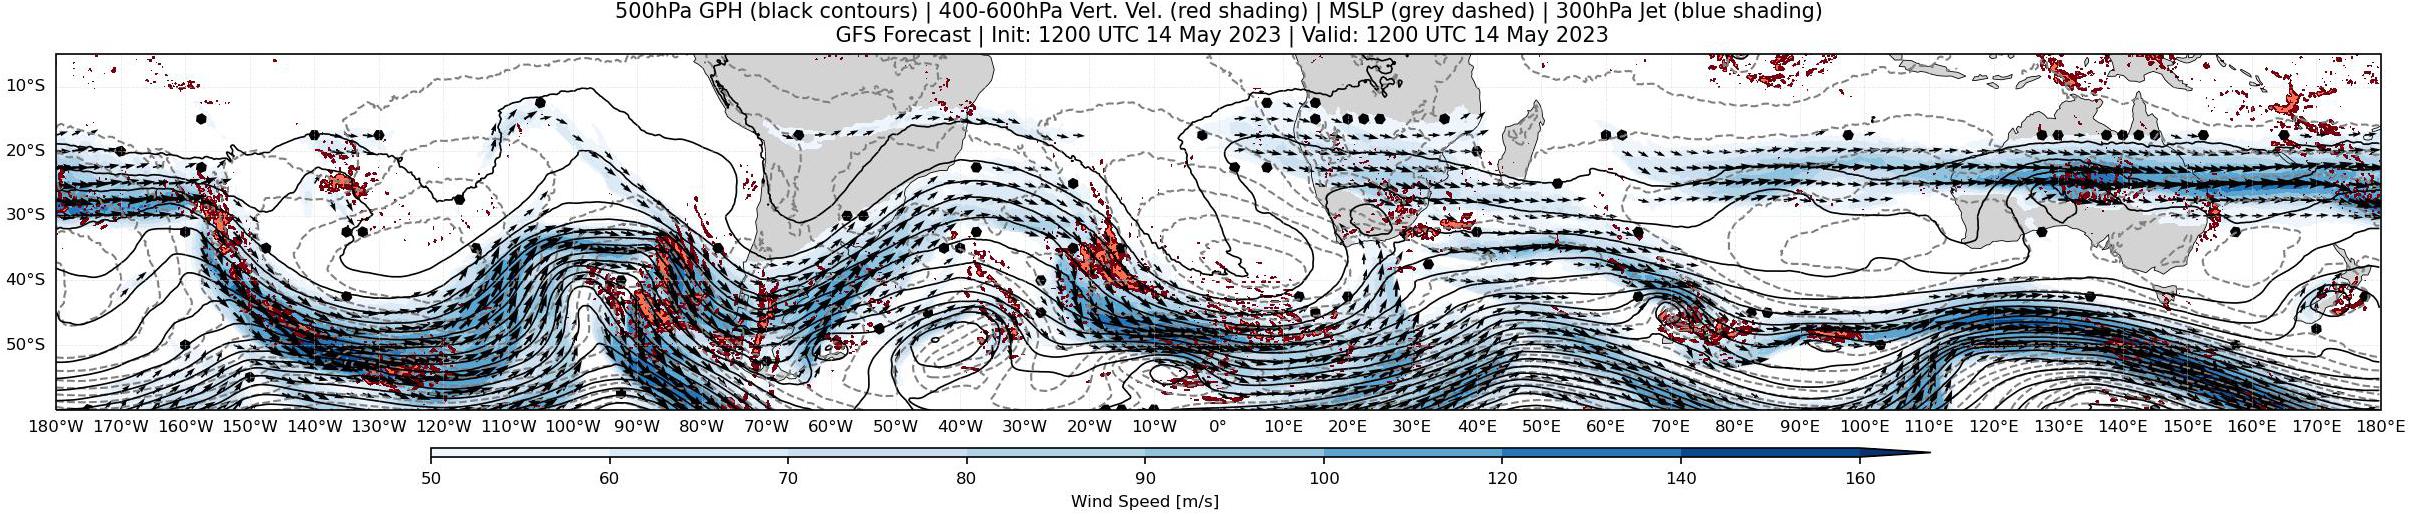 500hPa GPH (black contours) | 400-600hPa Vert. Vel. (red shading) | MSLP (grey dashed) | 300hPa Jet (blue shading)
GFS Forecast | Init: 1200 UTC 14 May 2023 | Valid: 1200 UTC 14 May 2023
10°S
20°S
30°S
40°S
50°S
180°W 170°W 160°W 150°W 140°W 130°W 120°W 110°W 100°W 90°W 80°W 70°W 60°W 50°W 40°W 30°W 20°W 10°W 0° 10°E 20°E 30°E 40°E 50°E 60°E 70°E 80°E 90°E 100°E 110°E 120°E 130°E 140°E 150°E 160°E 170°E 180°E
50 60 70 80 90 100 120 140 160
Wind Speed [m/s]